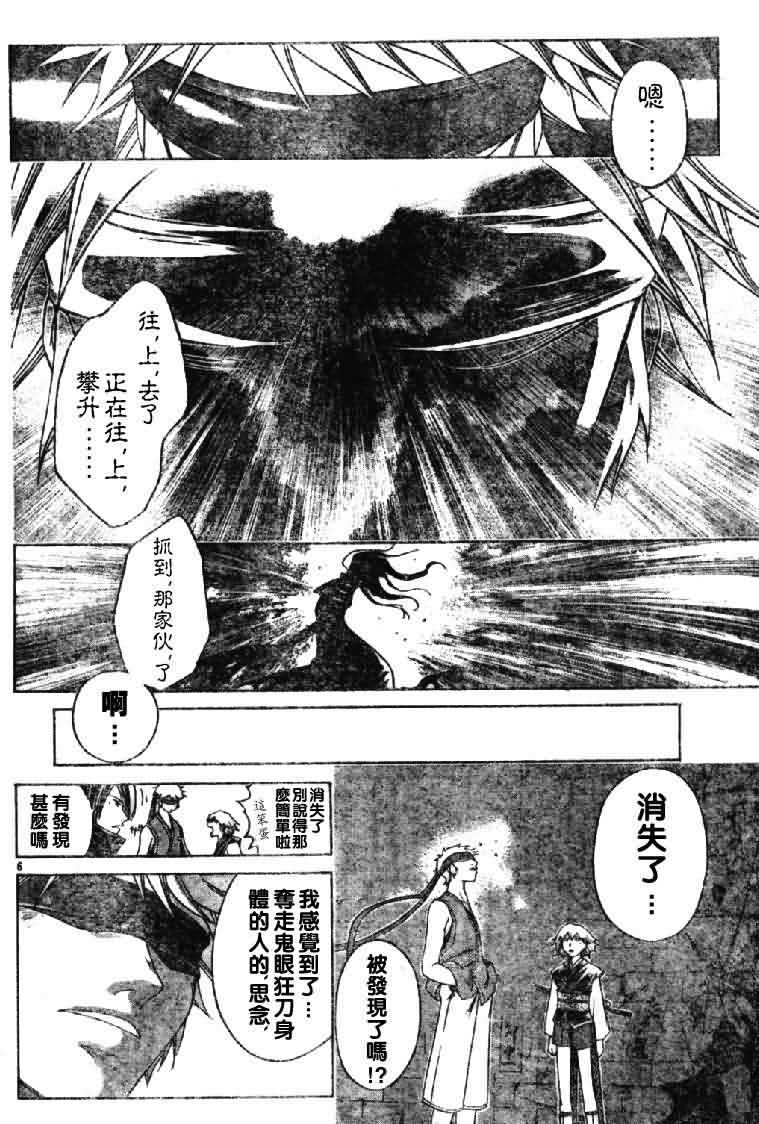 嗯……
往,上,去了
正在往,上,
攀升……
抓到,那家伙,了
啊…
消失了…
被發現了嗎!?
消失了
別說得那
麼簡單啦
這笨蛋
有發現
甚麼嗎
我感覺到了…
奪走鬼眼狂刀身
體的人的,思念,
6